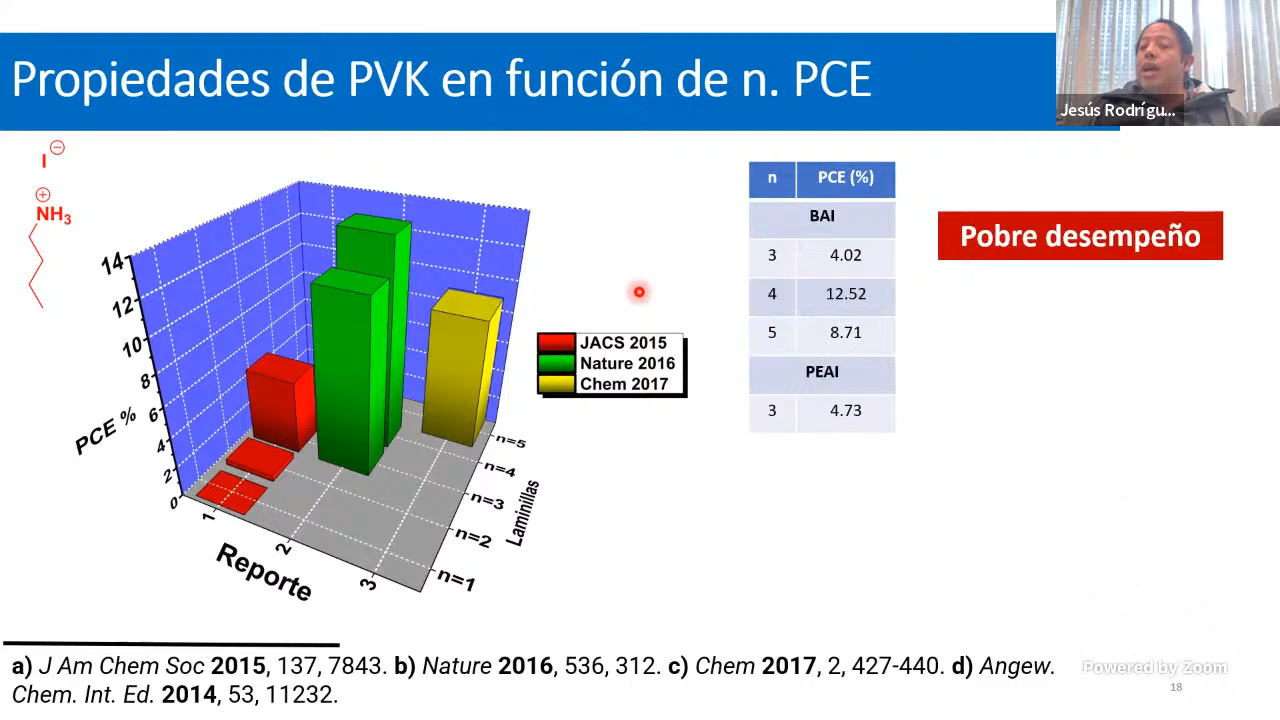 Propiedades de PVK en función de n. PCE
Jesús Rodrígu...
I
NH3
14
12
10
8
6
4
2
0
PCE %
1
2
3
Reporte
n=5
n=4
n=3
n=2
n=1
Laminillas
JACS 2015
Nature 2016
Chem 2017
n PCE (%)
BAI
3 4.02
4 12.52
5 8.71
PEAI
3 4.73
Pobre desempeño
a) J Am Chem Soc 2015, 137, 7843. b) Nature 2016, 536, 312. c) Chem 2017, 2, 427-440. d) Angew.
Chem. Int. Ed. 2014, 53, 11232.
Powered by Zoom
18